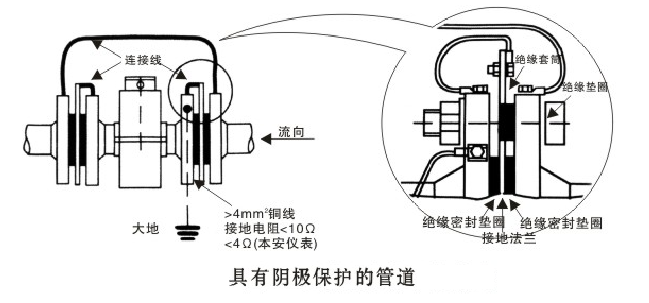 连接线
绝缘套筒
绝缘垫圈
流向
大地
>4mm²铜线
接地电阻<10Ω
<4Ω(本安仪表)
绝缘密封垫圈
绝缘密封垫圈
接地法兰
具有阴极保护的管道